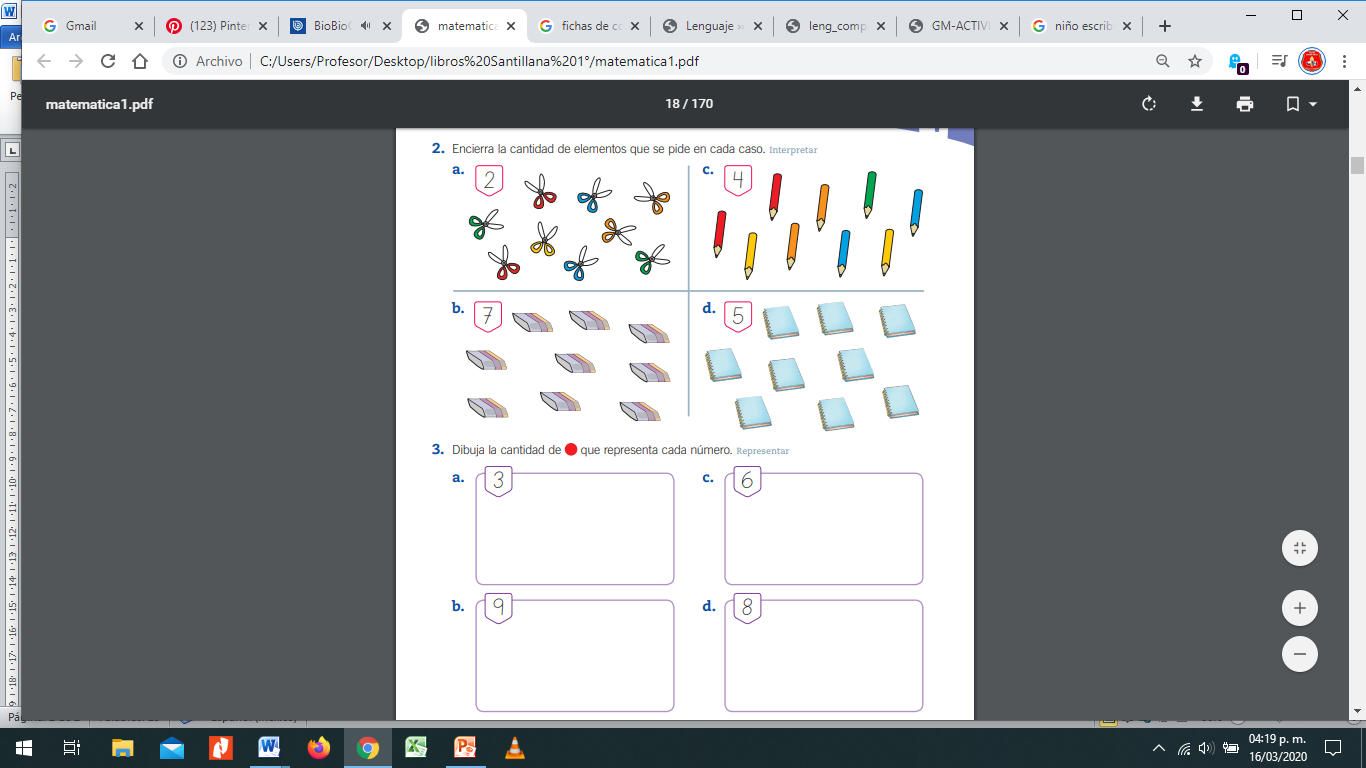 Gmail
(123) Pinter
BioBioC
matematica
fichas de co
Lenguaje »
leng_comp
GM-ACTIVI
niño escrib
Archivo
C:/Users/Profesor/Desktop/libros%20Santillana%201°/matematica1.pdf
0
matematica1.pdf
18 / 170
2. Encierra la cantidad de elementos que se pide en cada caso. Interpretar
a. 2
c. 4
b. 7
d. 5
3. Dibuja la cantidad de que representa cada número. Representar
a. 3
c. 6
b. 9
d. 8
04:19 p. m.
16/03/2020